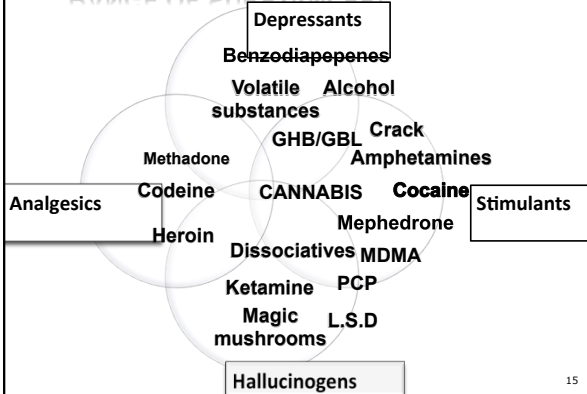 Depressants
Benzodiapepenes
Volatile Alcohol
substances
GHB/GBL Crack
Methadone Amphetamines
Analgesics Codeine CANNABIS Cocaine Stimulants
Heroin Mephedrone
Dissociatives MDMA
Ketamine PCP
Magic L.S.D
mushrooms
Hallucinogens
15